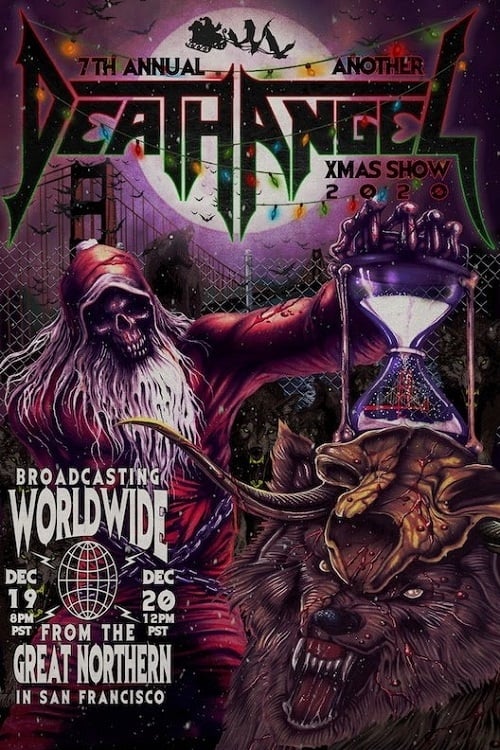 7TH ANNUAL ANOTHER
DEATH ANGEL
XMAS SHOW
2020
BROADCASTING
WORLDWIDE
DEC DEC
19 20
8PM 12PM
PST PST
FROM THE
GREAT NORTHERN
IN SAN FRANCISCO